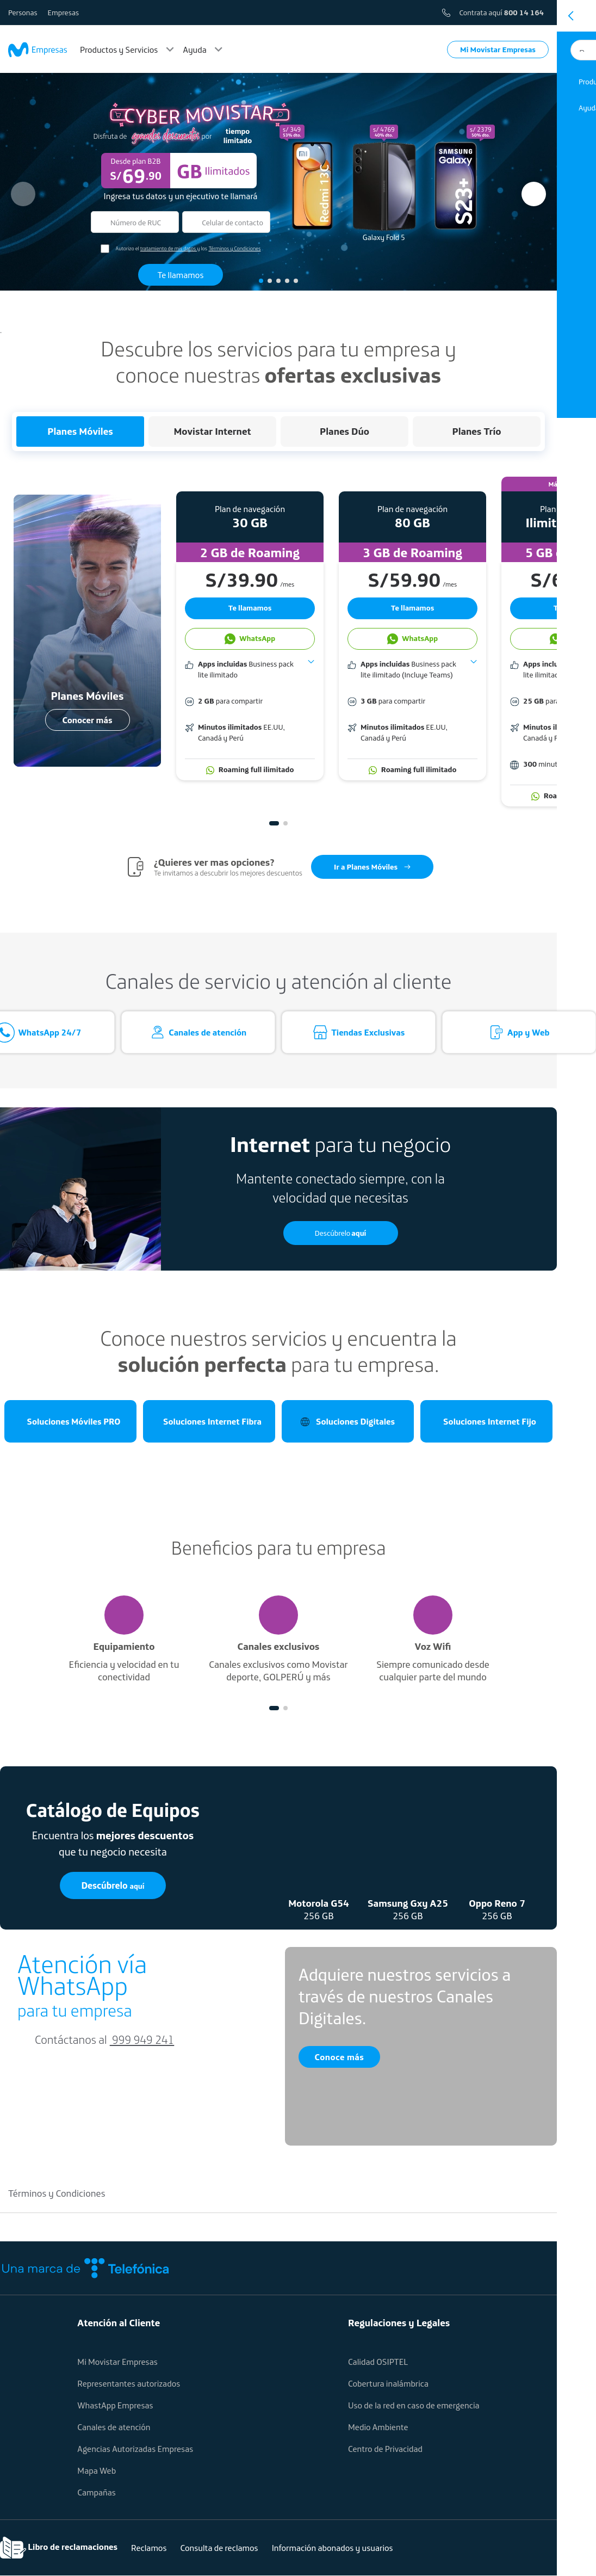 Personas Empresas Contrata aquí 800 14 164
Empresas Productos y Servicios Ayuda Mi Movistar Empresas
Ayuda
CYBER MOVISTAR
Disfruta de grandes descuentos por tiempo limitado
Desde plan B2B
S/69.90 GB Ilimitados
Ingresa tus datos y un ejecutivo te llamará
Número de RUC Celular de contacto
Autorizo el tratamiento de mis datos y los Términos y Condiciones
Te llamamos
s/ 349
53% dto.
Redmi 13C
s/ 4769
40% dto.
Galaxy Fold 5
s/ 2379
50% dto.
SAMSUNG
Galaxy
S23+
Descubre los servicios para tu empresa y
conoce nuestras ofertas exclusivas
Planes Móviles Movistar Internet Planes Dúo Planes Trío
Planes Móviles
Conocer más
Plan de navegación
30 GB
2 GB de Roaming
S/39.90 /mes
Te llamamos
WhatsApp
Apps incluidas Business pack
lite ilimitado
2 GB para compartir
Minutos ilimitados EE.UU,
Canadá y Perú
Roaming full ilimitado
Plan de navegación
80 GB
3 GB de Roaming
S/59.90 /mes
Te llamamos
WhatsApp
Apps incluidas Business pack
lite ilimitado (Incluye Teams)
3 GB para compartir
Minutos ilimitados EE.UU,
Canadá y Perú
Roaming full ilimitado
Plan
Ilimit
5 GB
S/6
25 GB
Canadá y
300
¿Quieres ver mas opciones?
Te invitamos a descubrir los mejores descuentos
Ir a Planes Móviles
Canales de servicio y atención al cliente
WhatsApp 24/7 Canales de atención Tiendas Exclusivas App y Web
Internet para tu negocio
Mantente conectado siempre, con la
velocidad que necesitas
Descúbrelo aquí
Conoce nuestros servicios y encuentra la
solución perfecta para tu empresa.
Soluciones Móviles PRO Soluciones Internet Fibra Soluciones Digitales Soluciones Internet Fijo
Beneficios para tu empresa
Equipamiento
Eficiencia y velocidad en tu
conectividad
Canales exclusivos
Canales exclusivos como Movistar
deporte, GOLPERÚ y más
Voz Wifi
Siempre comunicado desde
cualquier parte del mundo
Catálogo de Equipos
Encuentra los mejores descuentos
que tu negocio necesita
Descúbrelo aquí
Motorola G54
256 GB
Samsung Gxy A25
256 GB
Oppo Reno 7
256 GB
Atención vía
WhatsApp
para tu empresa
Contáctanos al 999 949 241
Adquiere nuestros servicios a
través de nuestros Canales
Digitales.
Conoce más
Términos y Condiciones
Una marca de Telefónica
Atención al Cliente
Mi Movistar Empresas
Representantes autorizados
WhastApp Empresas
Canales de atención
Agencias Autorizadas Empresas
Mapa Web
Campañas
Regulaciones y Legales
Calidad OSIPTEL
Cobertura inalámbrica
Uso de la red en caso de emergencia
Medio Ambiente
Centro de Privacidad
Libro de reclamaciones Reclamos Consulta de reclamos Información abonados y usuarios